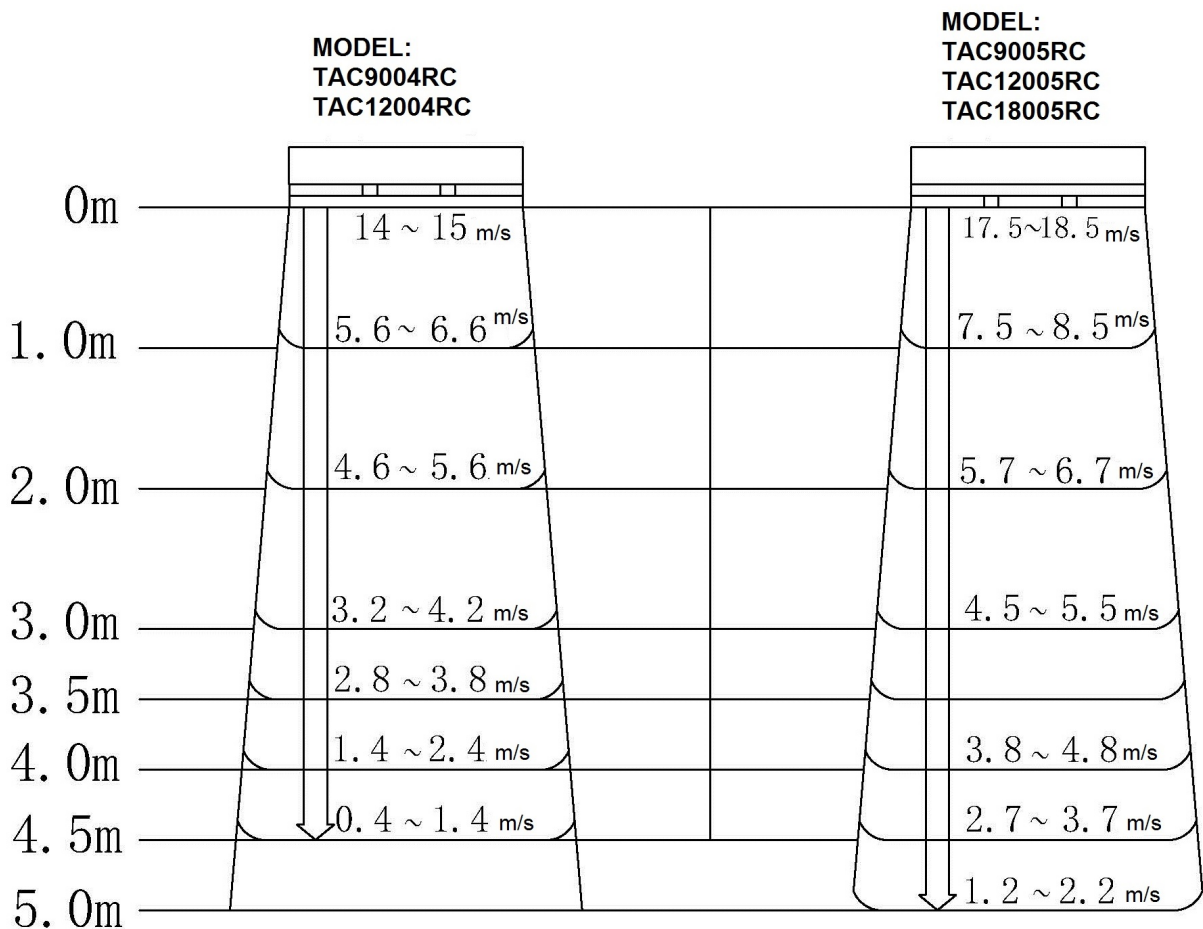 MODEL:
TAC9004RC
TAC12004RC
MODEL:
TAC9005RC
TAC12005RC
TAC18005RC
0m
14 ~ 15 m/s
17.5~18.5 m/s
1.0m
5.6 ~ 6.6 m/s
7.5 ~ 8.5 m/s
2.0m
4.6 ~ 5.6 m/s
5.7 ~ 6.7 m/s
3.0m
3.2 ~ 4.2 m/s
4.5 ~ 5.5 m/s
3.5m
2.8 ~ 3.8 m/s
4.0m
1.4 ~ 2.4 m/s
3.8 ~ 4.8 m/s
4.5m
0.4 ~ 1.4 m/s
2.7 ~ 3.7 m/s
5.0m
1.2 ~ 2.2 m/s